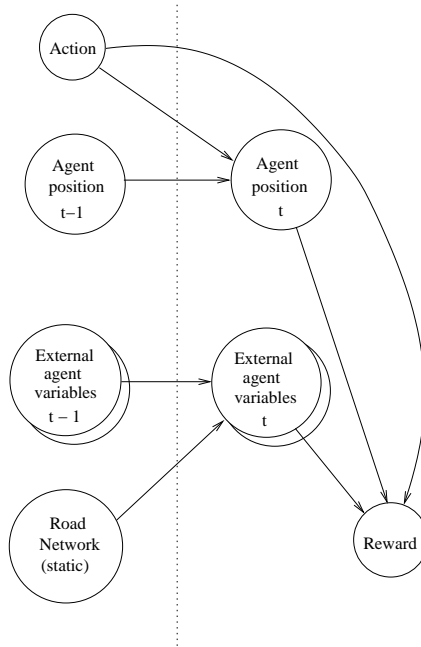 Action
Agent
position
t–1
Agent
position
t
External
agent
variables
t - 1
External
agent
variables
t
Road
Network
(static)
Reward